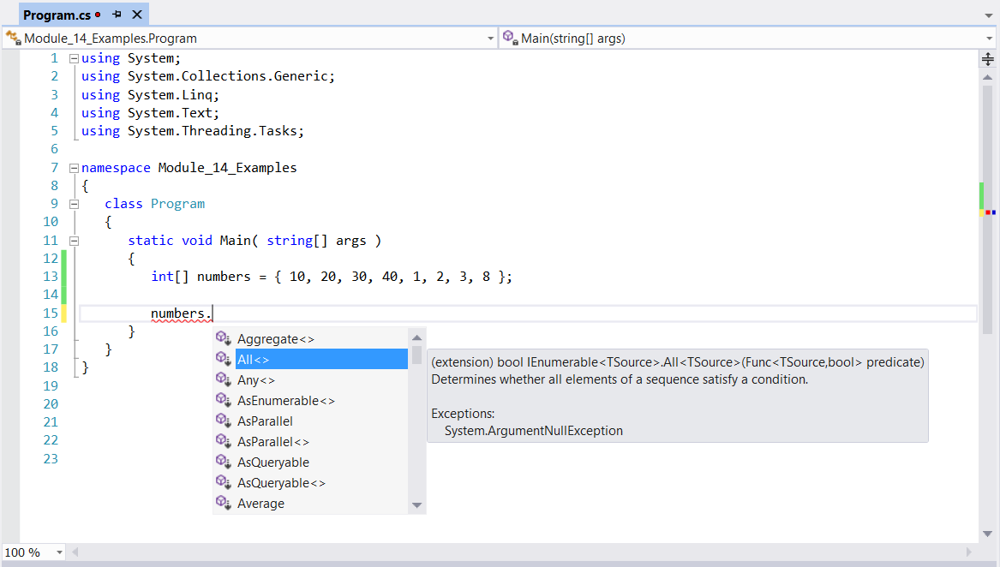 Program.cs
Module_14_Examples.Program
Main(string[] args)
1 using System;
2 using System.Collections.Generic;
3 using System.Linq;
4 using System.Text;
5 using System.Threading.Tasks;
6
7 namespace Module_14_Examples
8 {
9 class Program
10 {
11 static void Main( string[] args )
12 {
13 int[] numbers = { 10, 20, 30, 40, 1, 2, 3, 8 };
14
15 numbers.
16 }
17 }
18 }
19
20
21
22
23
Aggregate<>
All<>
Any<>
AsEnumerable<>
AsParallel
AsParallel<>
AsQueryable
AsQueryable<>
Average
(extension) bool IEnumerable<TSource>.All<TSource>(Func<TSource,bool> predicate)
Determines whether all elements of a sequence satisfy a condition.
Exceptions:
System.ArgumentNullException
100 %